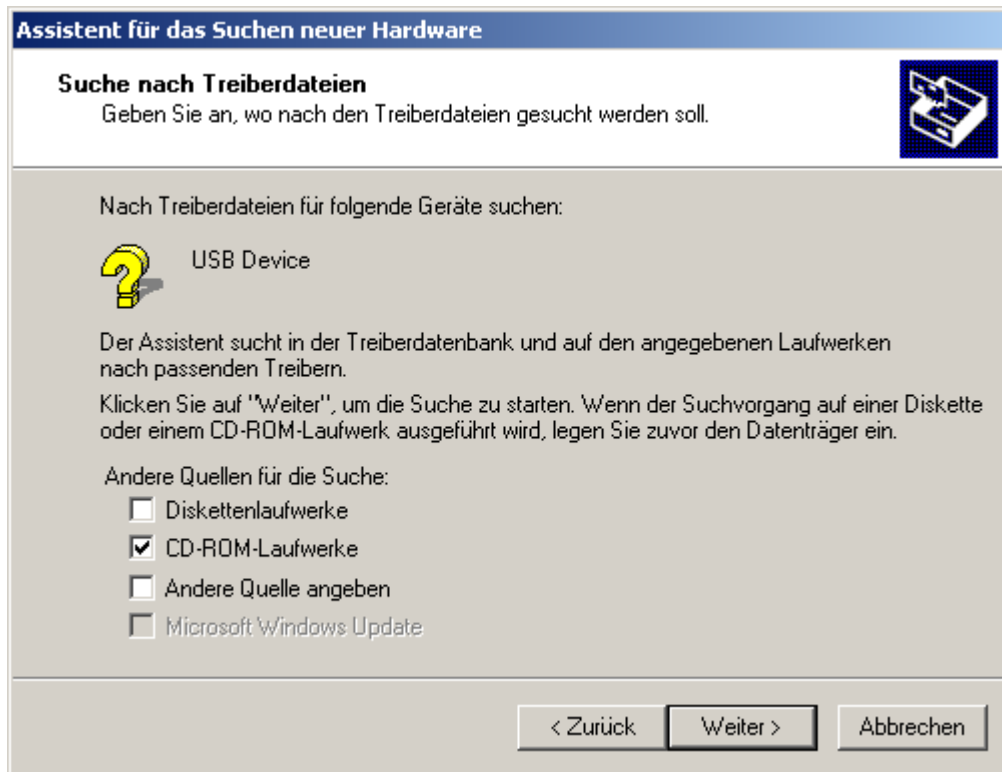 Assistent für das Suchen neuer Hardware
Suche nach Treiberdateien
Geben Sie an, wo nach den Treiberdateien gesucht werden soll.
Nach Treiberdateien für folgende Geräte suchen:
USB Device
Der Assistent sucht in der Treiberdatenbank und auf den angegebenen Laufwerken
nach passenden Treibern.
Klicken Sie auf "Weiter", um die Suche zu starten. Wenn der Suchvorgang auf einer Diskette
oder einem CD-ROM-Laufwerk ausgeführt wird, legen Sie zuvor den Datenträger ein.
Andere Quellen für die Suche:
Diskettenlaufwerke
CD-ROM-Laufwerke
Andere Quelle angeben
Microsoft Windows Update
< Zurück Weiter > Abbrechen